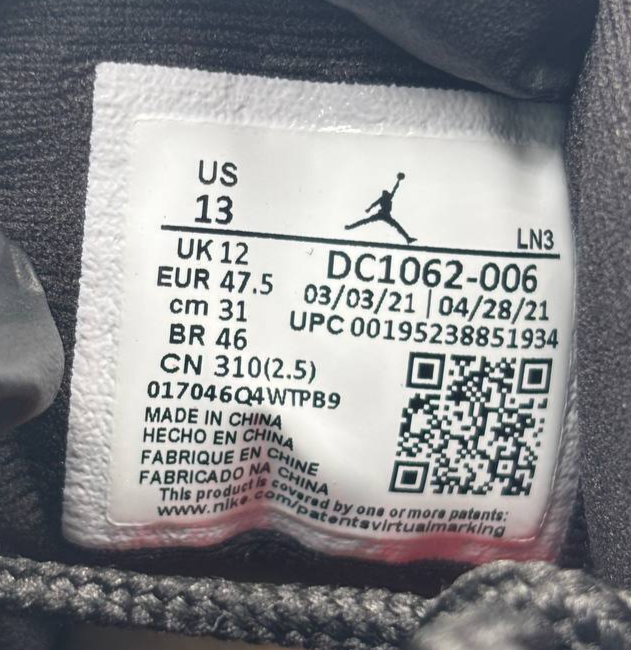 US
13
LN3
UK 12
EUR 47.5
cm 31
BR 46
CN 310(2.5)
DC1062-006
03/03/21 | 04/28/21
UPC 00195238851934
017046Q4WTPB9
MADE IN CHINA
HECHO EN CHINA
FABRIQUE EN CHINE
FABRICADO NA CHINA
This product is covered by one or more patents:
www.nike.com/patentsvirtualmarking